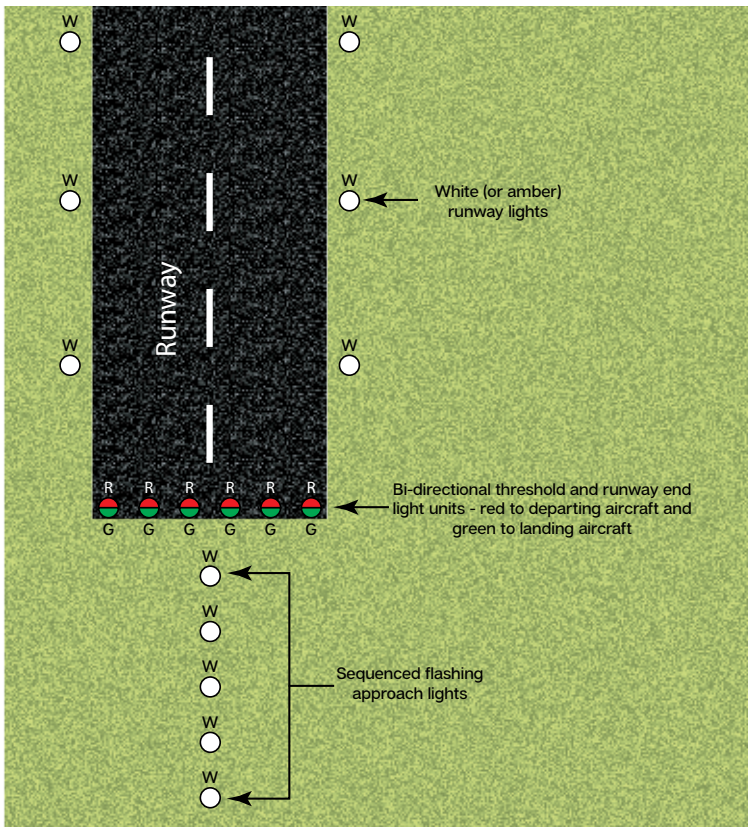 W W
W W
White (or amber)
runway lights
Runway
W W
R R R R R R
Bi-directional threshold and runway end
light units - red to departing aircraft and
green to landing aircraft
G G G G G G
W
W
W
Sequenced flashing
approach lights
W
W